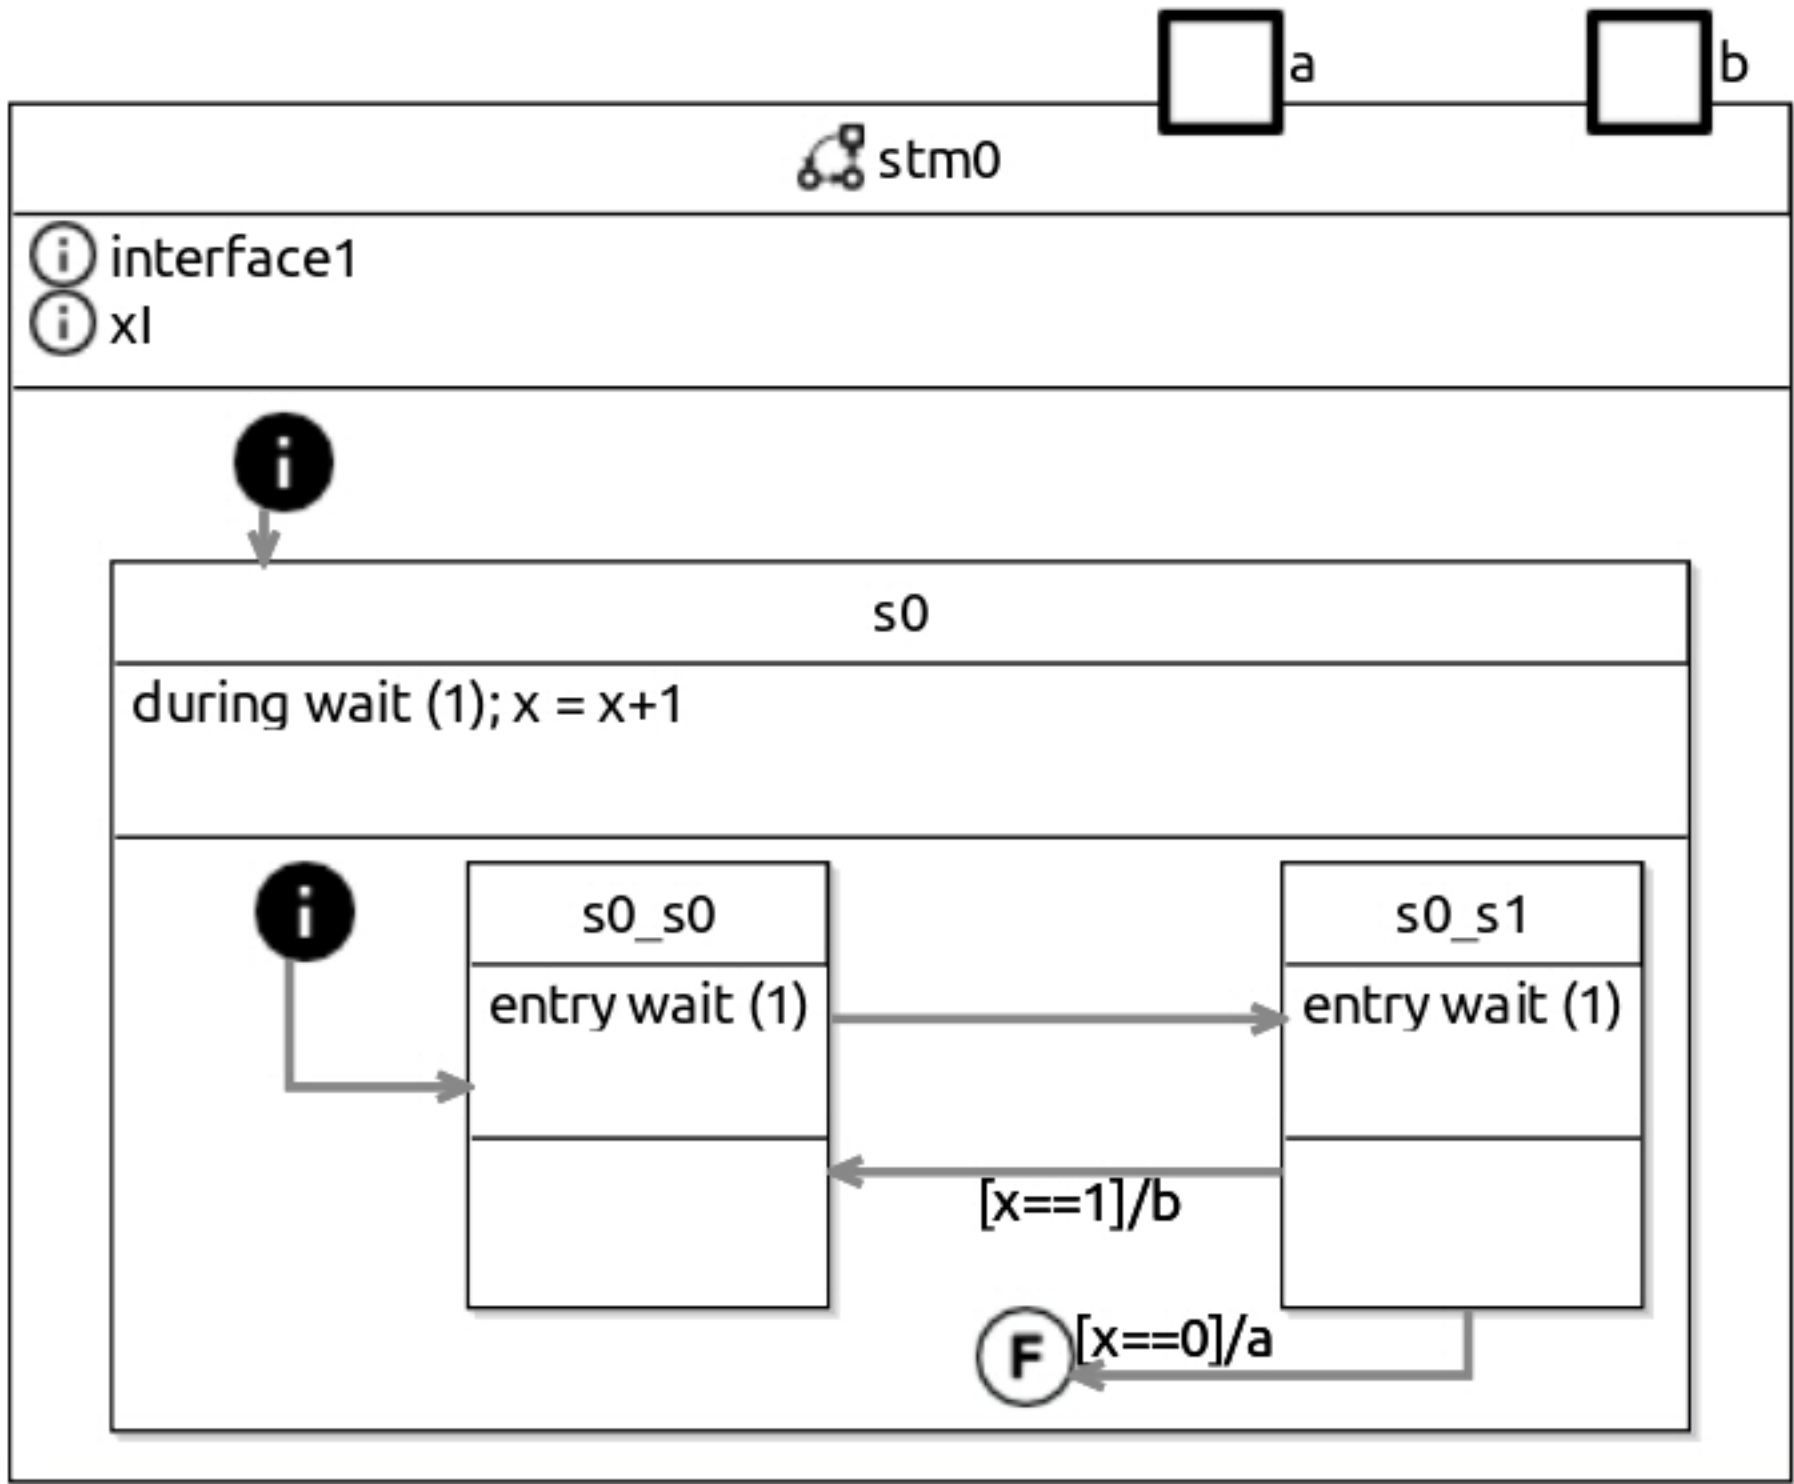 a
b
stm0
i interface1
i xI
i
s0
during wait (1); x = x+1
i
s0_s0
s0_s1
entry wait (1)
entry wait (1)
[x==1]/b
F
[x==0]/a